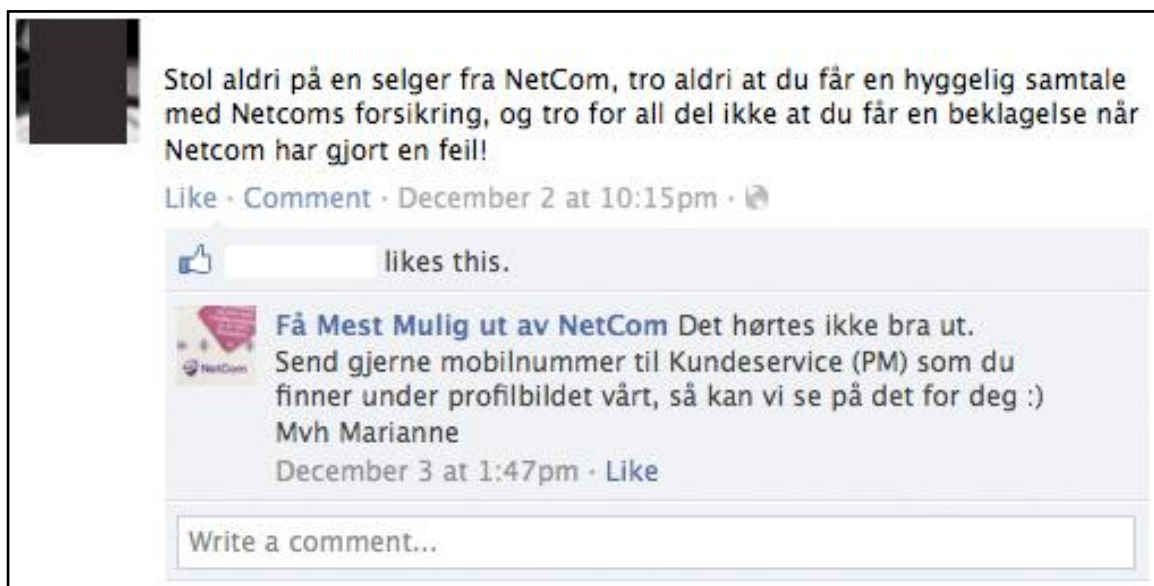 Stol aldri på en selger fra NetCom, tro aldri at du får en hyggelig samtale
med Netcoms forsikring, og tro for all del ikke at du får en beklagelse når
Netcom har gjort en feil!
Like · Comment · December 2 at 10:15pm ·
likes this.
Få Mest Mulig ut av NetCom Det hørtes ikke bra ut.
Send gjerne mobilnummer til Kundeservice (PM) som du
finner under profilbildet vårt, så kan vi se på det for deg :)
Mvh Marianne
December 3 at 1:47pm · Like
NetCom
Write a comment...